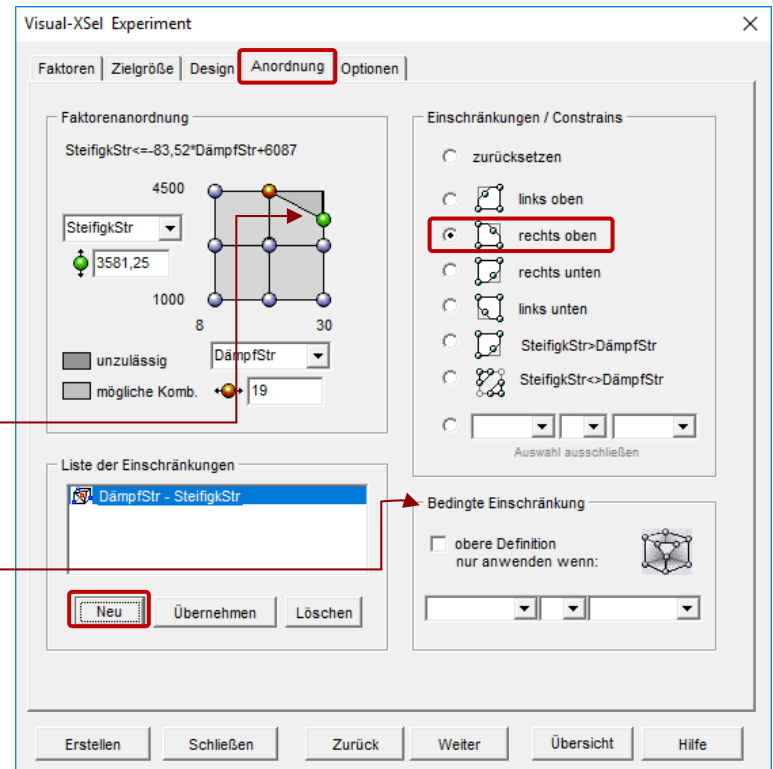 Visual-XSel Experiment
Faktoren Zielgröße Design Anordnung Optionen
Faktorenanordnung
SteifigkStr<=-83,52*DämpfStr+6087
4500
SteifigkStr
3581,25
1000
8 30
unzulässig
DämpfStr
mögliche Komb.
19
Einschränkungen / Constrains
zurücksetzen
links oben
rechts oben
rechts unten
links unten
SteifigkStr>DämpfStr
SteifigkStr<>DämpfStr
Auswahl ausschließen
Liste der Einschränkungen
DämpfStr - SteifigkStr
Neu Übernehmen Löschen
Bedingte Einschränkung
obere Definition
nur anwenden wenn:
Erstellen Schließen Zurück Weiter Übersicht Hilfe